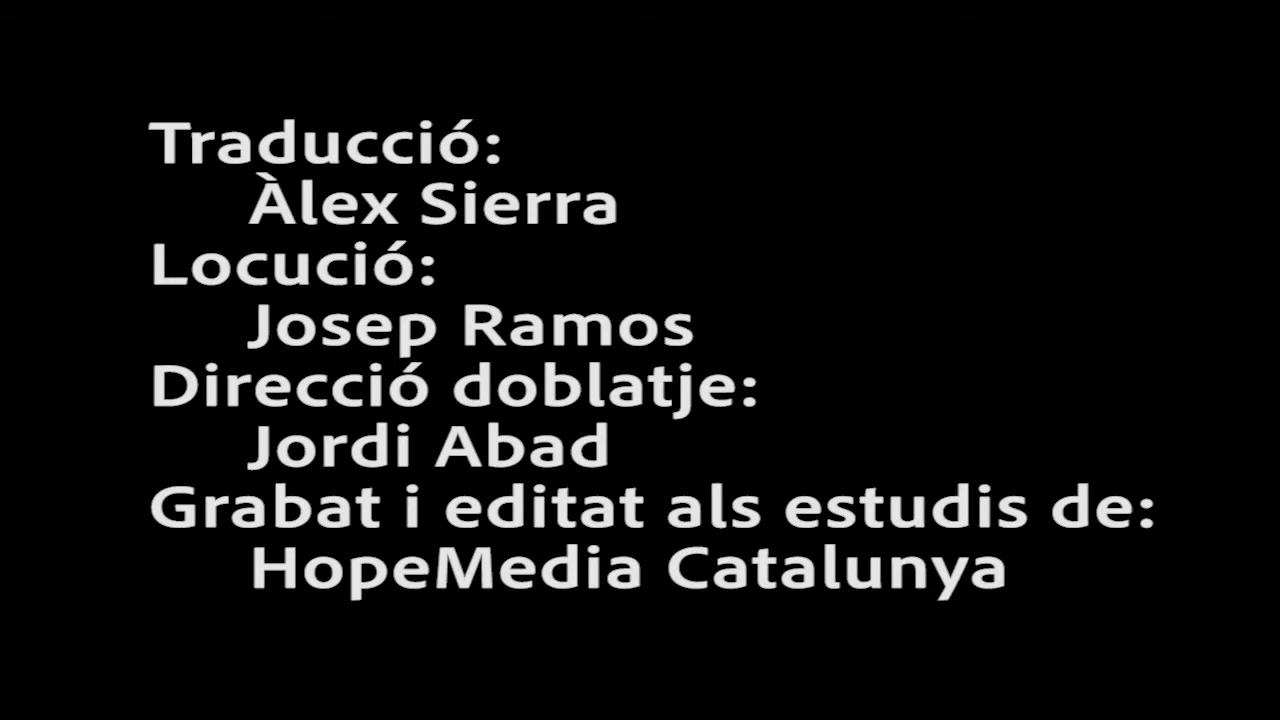 Traducció:
Àlex Sierra
Locució:
Josep Ramos
Direcció doblatje:
Jordi Abad
Grabat i editat als estudis de:
HopeMedia Catalunya